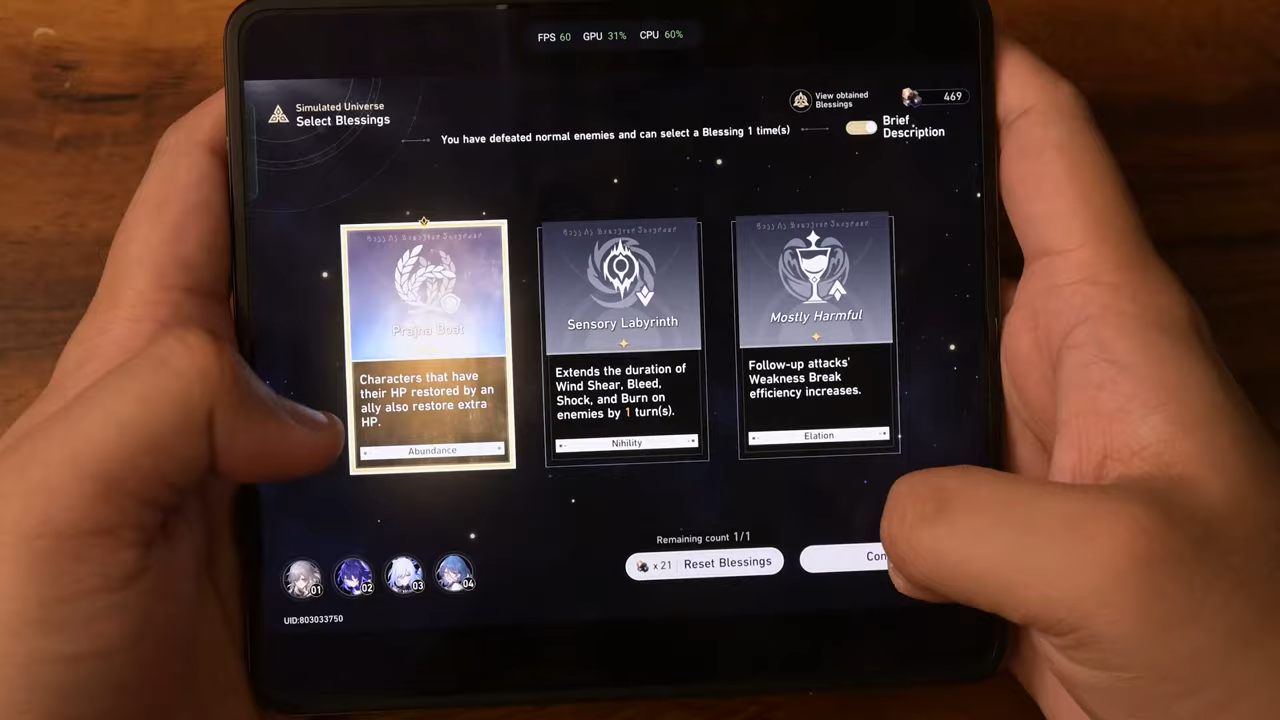 FPS 60 GPU 31% CPU 60%
Simulated Universe
Select Blessings
View obtained
Blessings
469
You have defeated normal enemies and can select a Blessing 1 time(s)
Brief
Description
Prajna Boat
Characters that have
their HP restored by an
ally also restore extra
HP.
Abundance
Sensory Labyrinth
Extends the duration of
Wind Shear, Bleed,
Shock, and Burn on
enemies by 1 turn(s).
Nihility
Mostly Harmful
Follow-up attacks'
Weakness Break
efficiency increases.
Elation
Remaining count 1/1
x 21 Reset Blessings
Con
01 02 03 04
UID:803033750